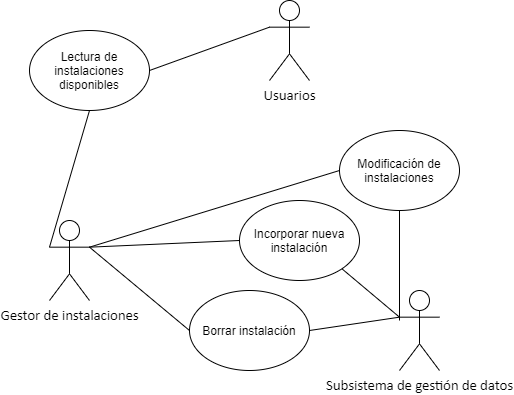 Lectura de
instalaciones
disponibles
Usuarios
Modificación de
instalaciones
Incorporar nueva
instalación
Gestor de instalaciones
Borrar instalación
Subsistema de gestión de datos